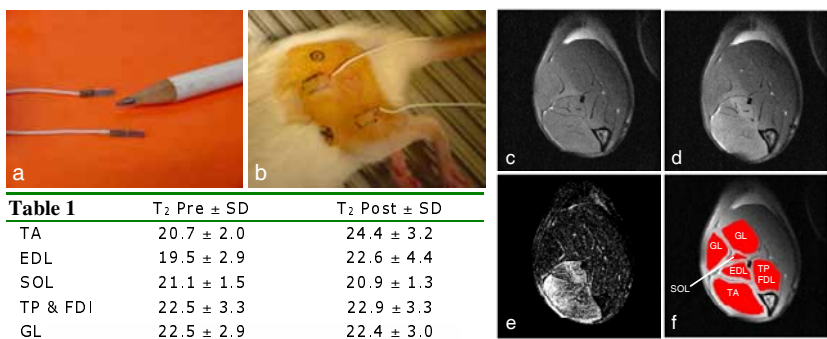 a
b
c
d
Table 1 T₂ Pre ± SD T₂ Post ± SD
TA 20.7 ± 2.0 24.4 ± 3.2
EDL 19.5 ± 2.9 22.6 ± 4.4
SOL 21.1 ± 1.5 20.9 ± 1.3
TP & FDI 22.5 ± 3.3 22.9 ± 3.3
GL 22.5 ± 2.9 22.4 ± 3.0
e
GL
GL
SOL
EDL
TP
FDL
TA
f